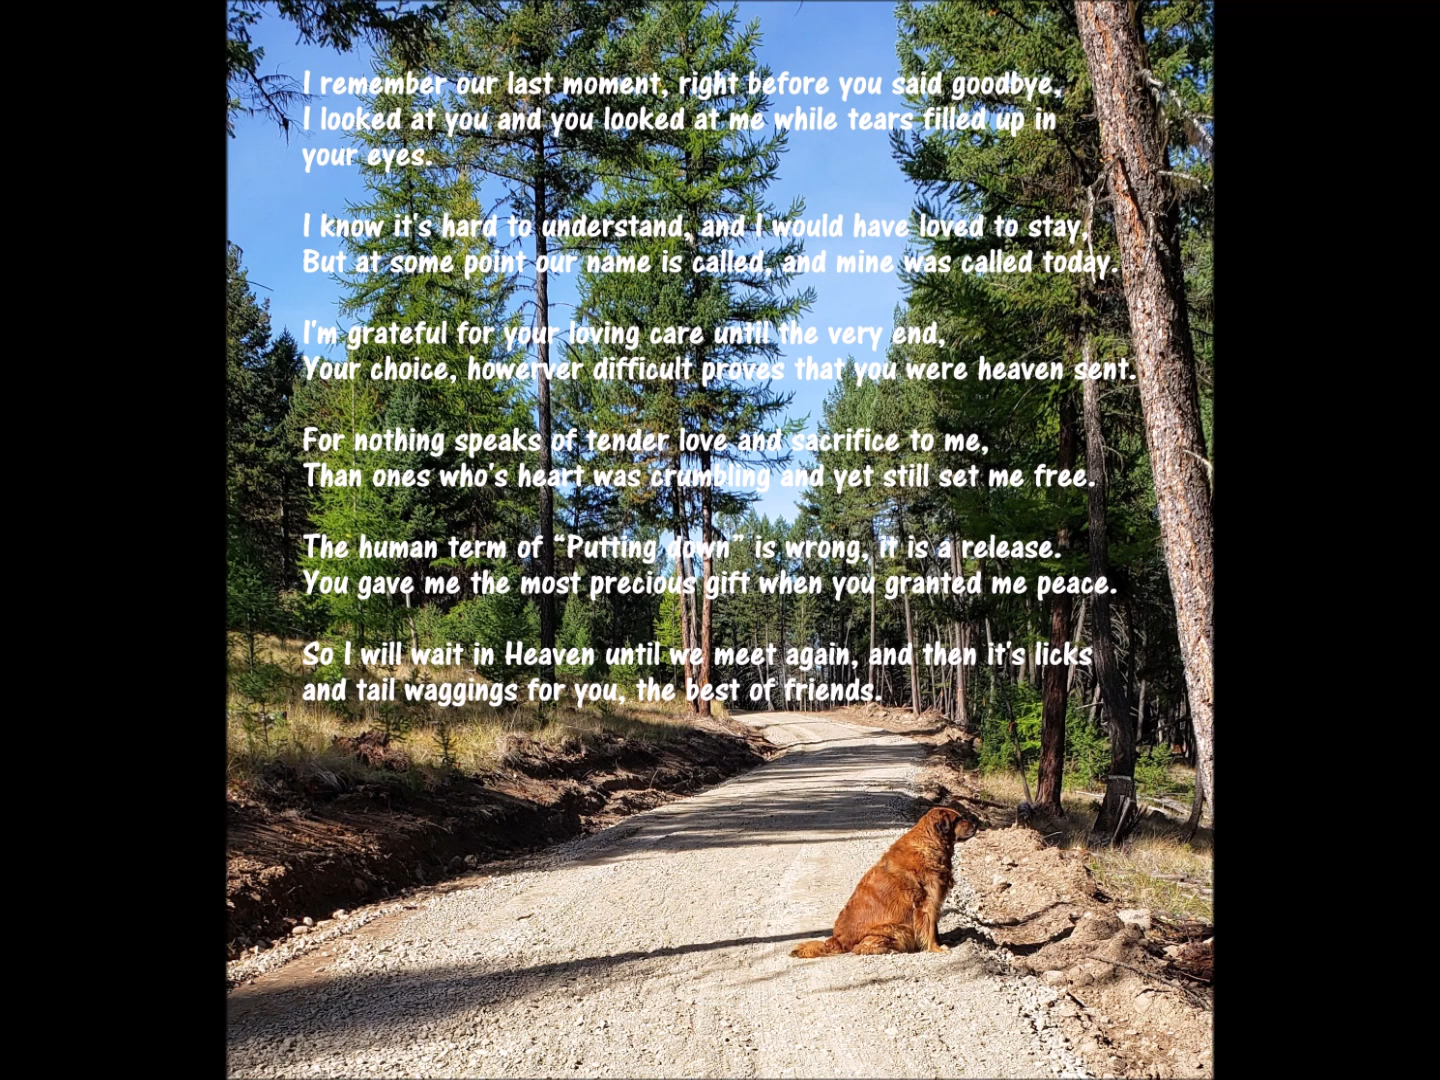 I remember our last moment, right before you said goodbye,
I looked at you and you looked at me while tears filled up in
your eyes.
I know it's hard to understand, and I would have loved to stay,
But at some point our name is called, and mine was called today.
I'm grateful for your loving care until the very end,
Your choice, howerver difficult proves that you were heaven sent.
For nothing speaks of tender love and sacrifice to me,
Than ones who's heart was crumbling and yet still set me free.
The human term of “Putting down” is wrong, it is a release.
You gave me the most precious gift when you granted me peace.
So I will wait in Heaven until we meet again, and then it's licks
and tail waggings for you, the best of friends.